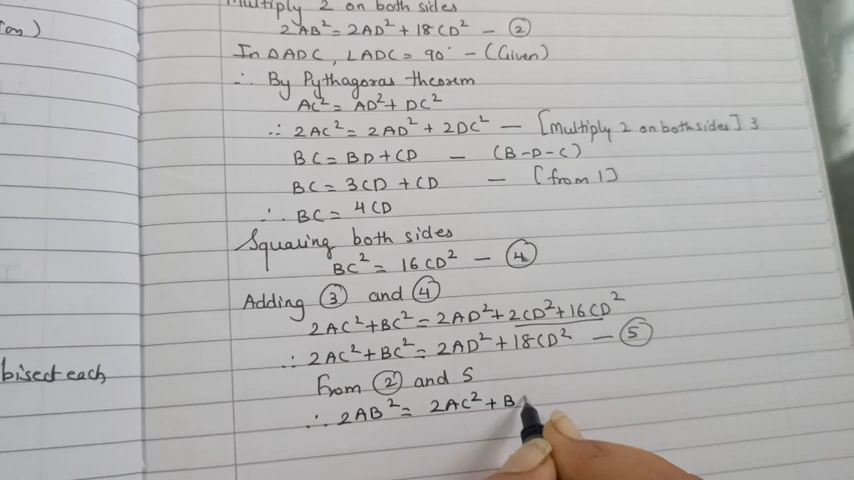 Multiply 2 on both sides
2AB² = 2AD² + 18CD² – ②
In △ADC, ∠ADC = 90° – (Given)
∴ By Pythagoras theorem
AC² = AD² + DC²
∴ 2AC² = 2AD² + 2DC² – [Multiply 2 on both sides] 3
BC = BD + CD – (B-D-C)
BC = 3CD + CD – [from 1]
∴ BC = 4CD
Squaring both sides
BC² = 16CD² – ④
Adding ③ and ④
2AC² + BC² = 2AD² + 2CD² + 16CD²
∴ 2AC² + BC² = 2AD² + 18CD² – ⑤
From ② and 5
∴ 2AB² = 2AC² + B
bisect each